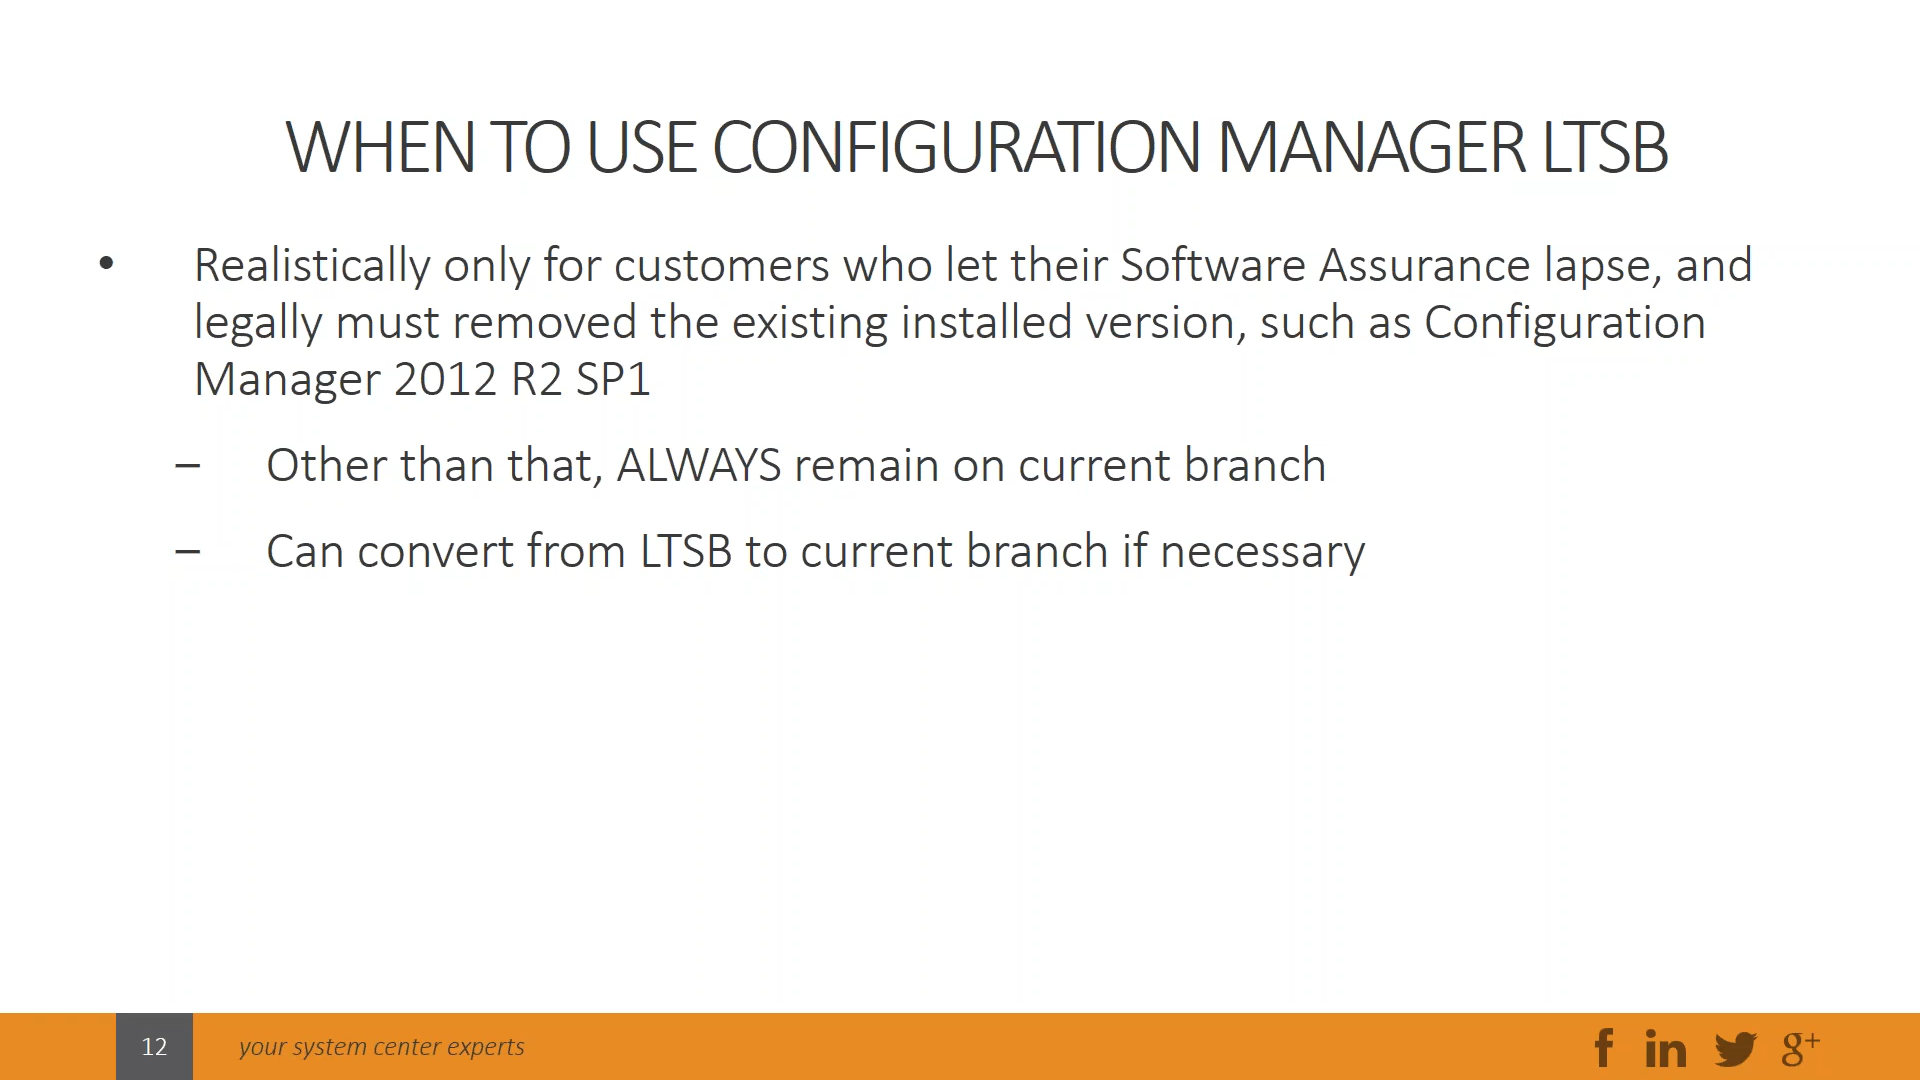 WHEN TO USE CONFIGURATION MANAGER LTSB
• Realistically only for customers who let their Software Assurance lapse, and
legally must removed the existing installed version, such as Configuration
Manager 2012 R2 SP1
– Other than that, ALWAYS remain on current branch
– Can convert from LTSB to current branch if necessary
12 your system center experts f in g+